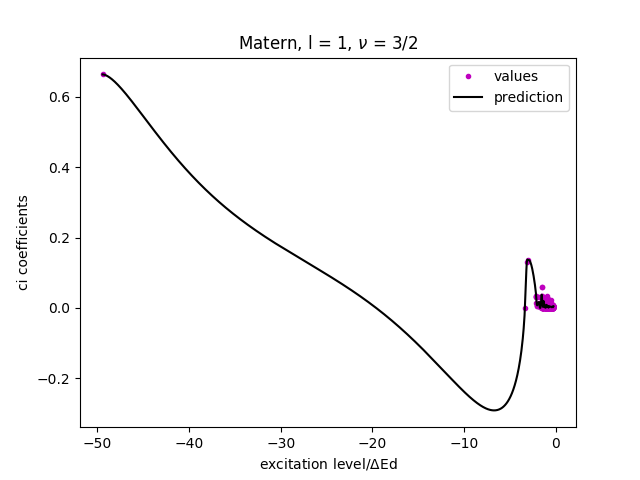 Matern, l = 1, ν = 3/2
values
prediction
ci coefficients
0.6
0.4
0.2
0.0
−0.2
−50
−40
−30
−20
−10
0
excitation level/ΔEd